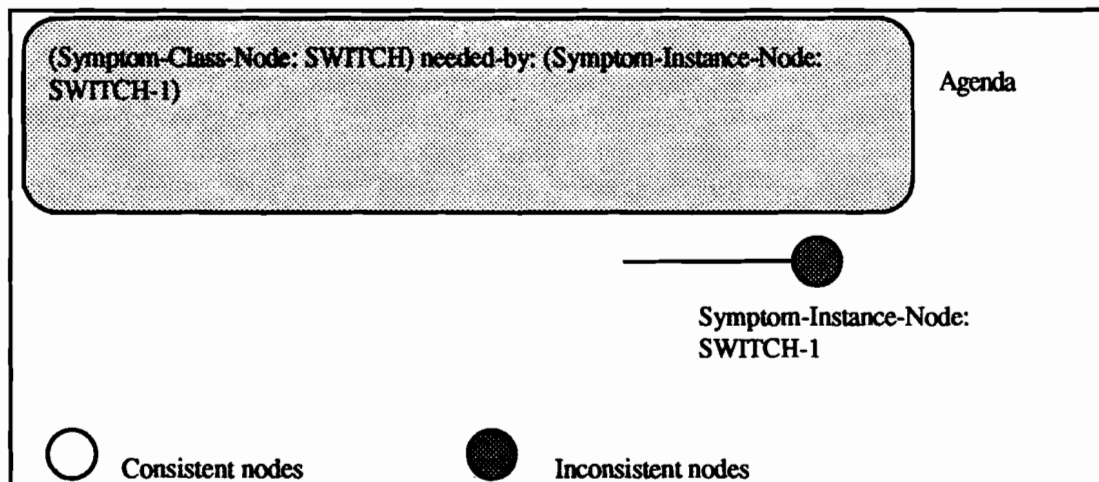 (Symptom-Class-Node: SWITCH) needed-by: (Symptom-Instance-Node:
SWITCH-1)
Agenda
Symptom-Instance-Node:
SWITCH-1
Consistent nodes
Inconsistent nodes